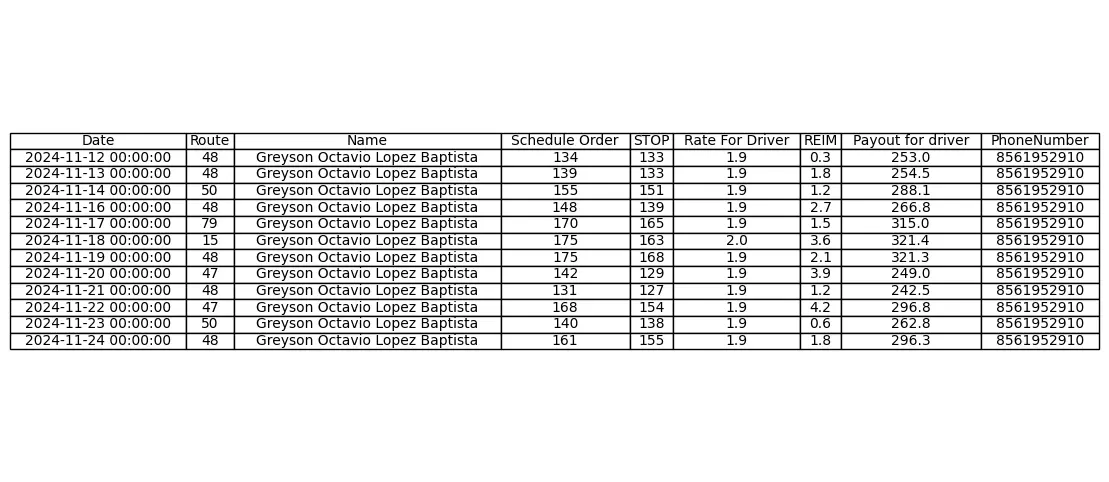 Date Route Name Schedule Order STOP Rate For Driver REIM Payout for driver PhoneNumber
2024-11-12 00:00:00 48 Greyson Octavio Lopez Baptista 134 133 1.9 0.3 253.0 8561952910
2024-11-13 00:00:00 48 Greyson Octavio Lopez Baptista 139 133 1.9 1.8 254.5 8561952910
2024-11-14 00:00:00 50 Greyson Octavio Lopez Baptista 155 151 1.9 1.2 288.1 8561952910
2024-11-16 00:00:00 48 Greyson Octavio Lopez Baptista 148 139 1.9 2.7 266.8 8561952910
2024-11-17 00:00:00 79 Greyson Octavio Lopez Baptista 170 165 1.9 1.5 315.0 8561952910
2024-11-18 00:00:00 15 Greyson Octavio Lopez Baptista 175 163 2.0 3.6 321.4 8561952910
2024-11-19 00:00:00 48 Greyson Octavio Lopez Baptista 175 168 1.9 2.1 321.3 8561952910
2024-11-20 00:00:00 47 Greyson Octavio Lopez Baptista 142 129 1.9 3.9 249.0 8561952910
2024-11-21 00:00:00 48 Greyson Octavio Lopez Baptista 131 127 1.9 1.2 242.5 8561952910
2024-11-22 00:00:00 47 Greyson Octavio Lopez Baptista 168 154 1.9 4.2 296.8 8561952910
2024-11-23 00:00:00 50 Greyson Octavio Lopez Baptista 140 138 1.9 0.6 262.8 8561952910
2024-11-24 00:00:00 48 Greyson Octavio Lopez Baptista 161 155 1.9 1.8 296.3 8561952910